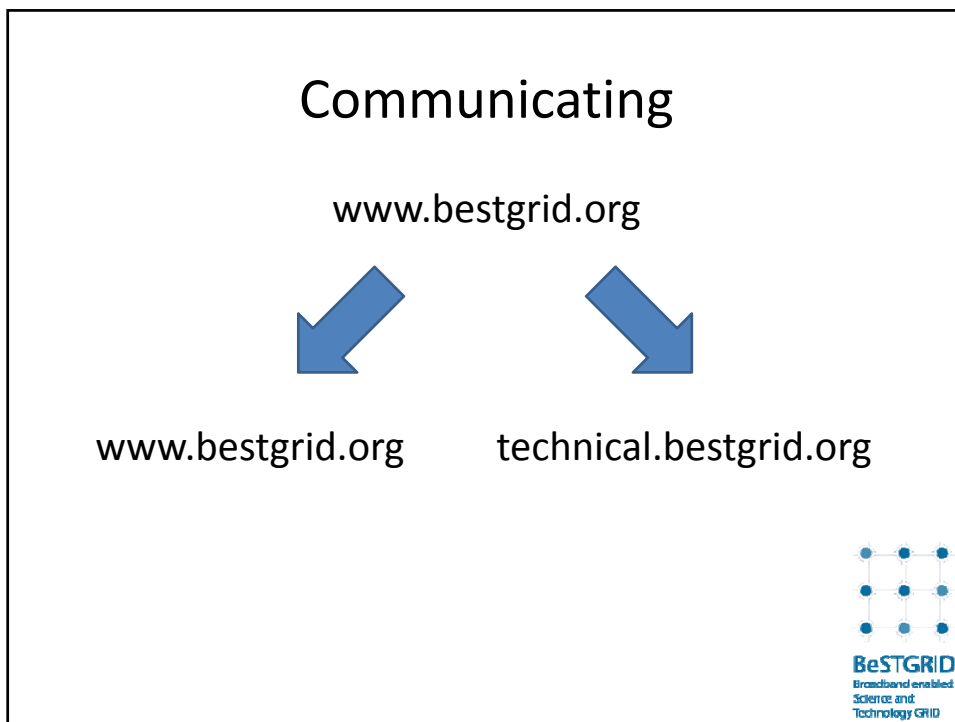 Communicating
www.bestgrid.org
www.bestgrid.org technical.bestgrid.org
BeSTGRID
Broadband enabled
Science and
Technology GRID